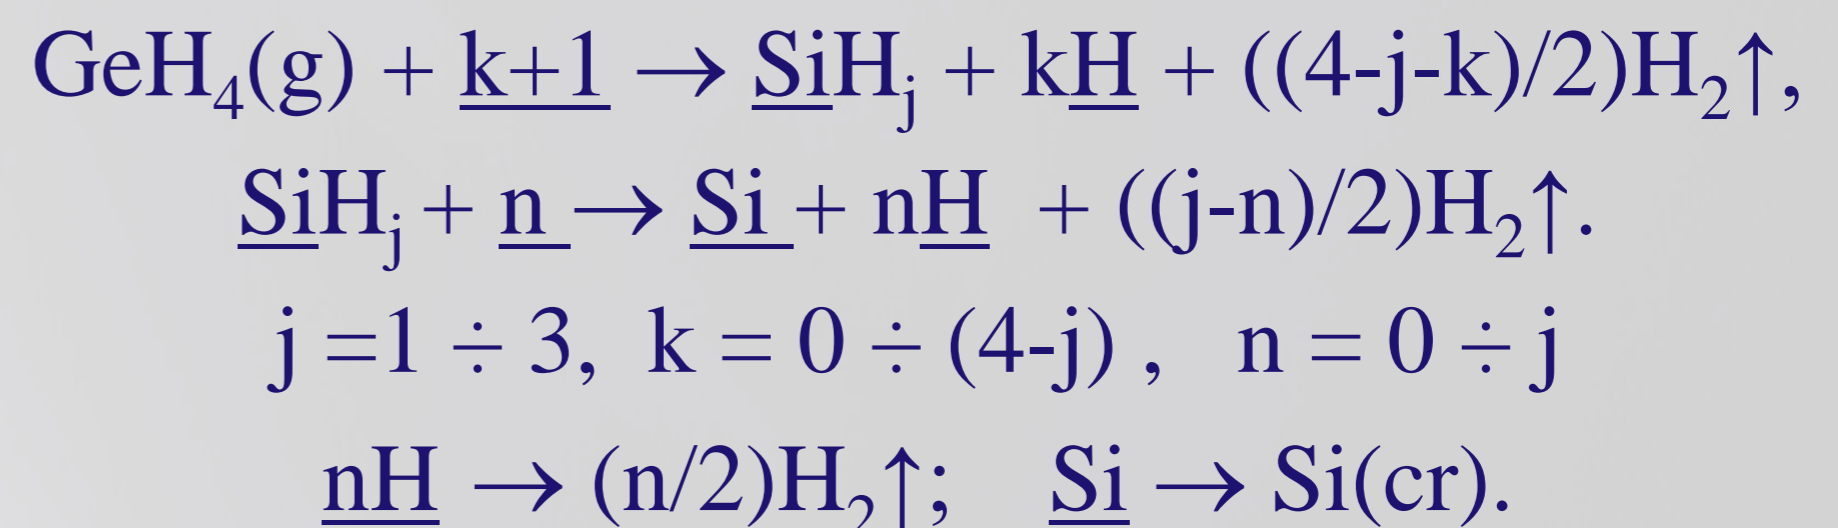 GeH₄(g) + k+1 → SiHⱼ + kH + ((4-j-k)/2)H₂↑,
SiHⱼ + n → Si + nH + ((j-n)/2)H₂↑.
j =1 ÷ 3, k = 0 ÷ (4-j) , n = 0 ÷ j
nH → (n/2)H₂↑; Si → Si(cr).